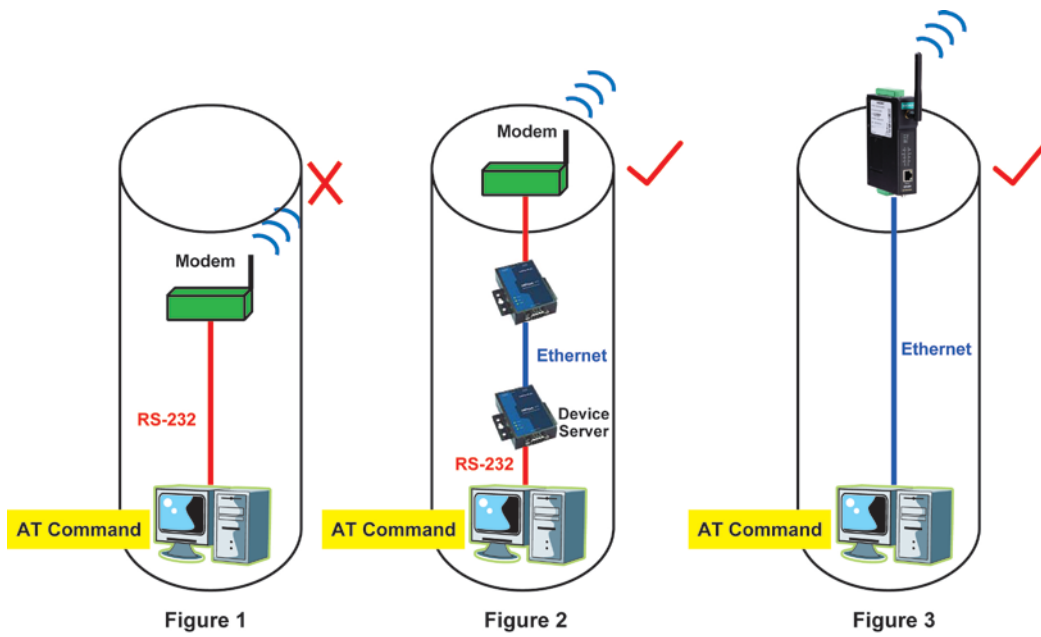 Modem
RS-232
AT Command
Figure 1
Modem
Ethernet
Device
Server
RS-232
AT Command
Figure 2
Ethernet
AT Command
Figure 3